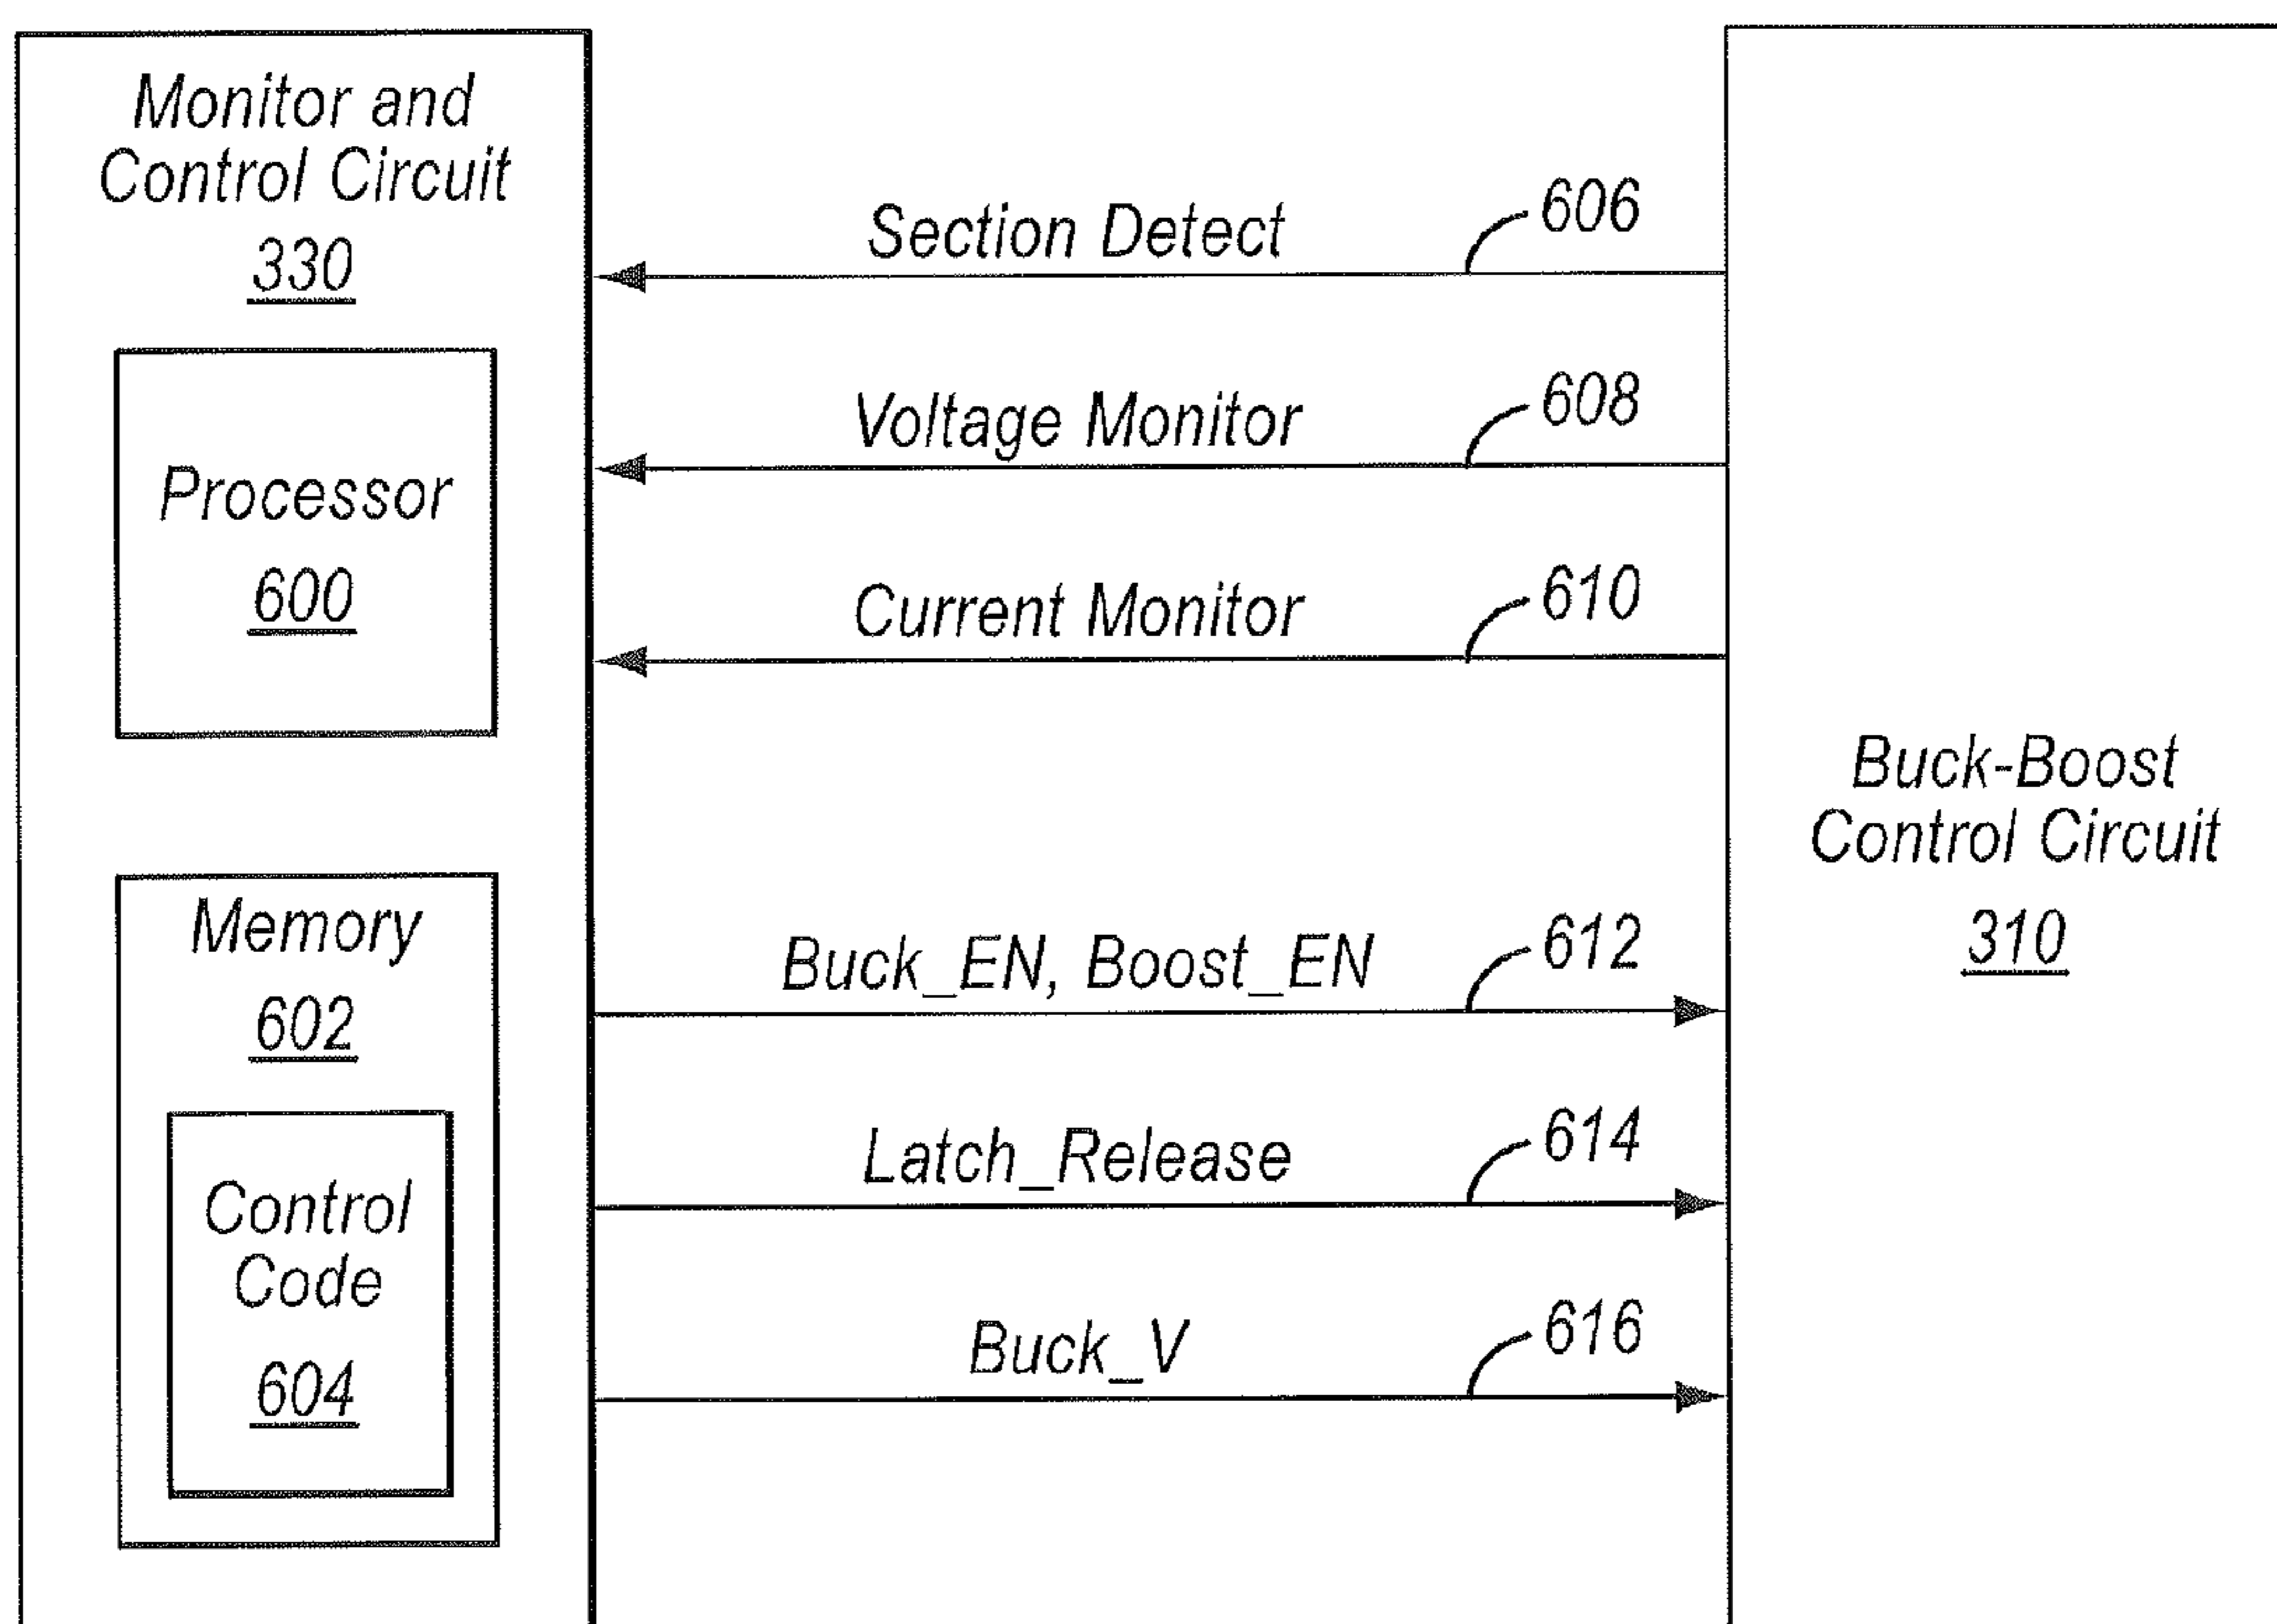 Monitor and
Control Circuit
330
Processor
600
Memory
602
Control
Code
604
Section Detect
606
Voltage Monitor
608
Current Monitor
610
Buck_EN, Boost_EN
612
Latch_Release
614
Buck_V
616
Buck-Boost
Control Circuit
310